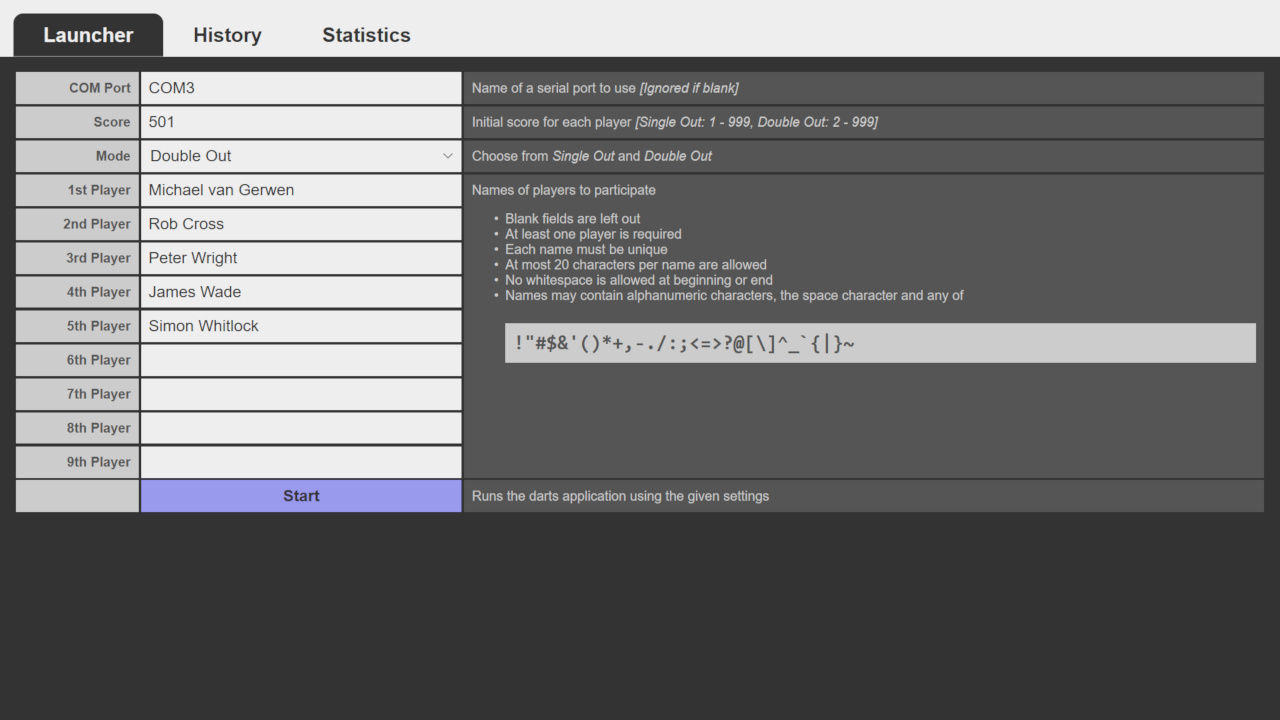 Launcher History Statistics
COM Port COM3 Name of a serial port to use [Ignored if blank]
Score 501 Initial score for each player [Single Out: 1 - 999, Double Out: 2 - 999]
Mode Double Out Choose from Single Out and Double Out
1st Player Michael van Gerwen Names of players to participate
2nd Player Rob Cross
3rd Player Peter Wright
4th Player James Wade
5th Player Simon Whitlock
6th Player
7th Player
8th Player
9th Player
• Blank fields are left out
• At least one player is required
• Each name must be unique
• At most 20 characters per name are allowed
• No whitespace is allowed at beginning or end
• Names may contain alphanumeric characters, the space character and any of
!"#$&'()*+,-./:;<=>?@[\]^_`{|}~
Start Runs the darts application using the given settings